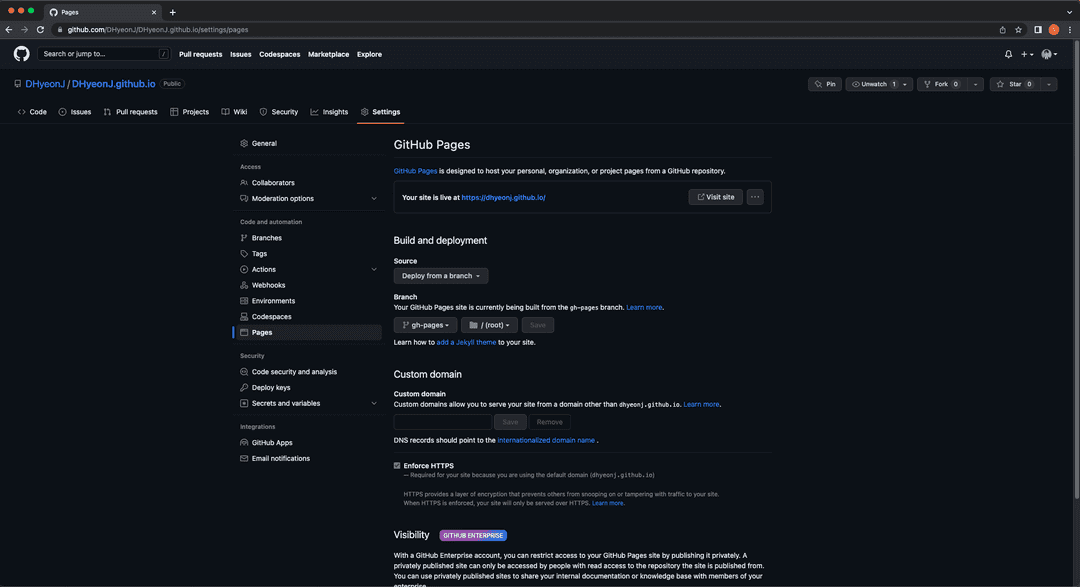 Pages
github.com/DHyeonJ/DHyeonJ.github.io/settings/pages
Search or jump to... /
Pull requests Issues Codespaces Marketplace Explore
DHyeonJ / DHyeonJ.github.io Public
Pin Unwatch 1 Fork 0 Star 0
Code Issues Pull requests Projects Wiki Security Insights Settings
General
Access
Collaborators
Moderation options
Code and automation
Branches
Tags
Actions
Webhooks
Environments
Codespaces
Pages
Security
Code security and analysis
Deploy keys
Secrets and variables
Integrations
GitHub Apps
Email notifications
GitHub Pages
GitHub Pages is designed to host your personal, organization, or project pages from a GitHub repository.
Your site is live at https://dhyeonj.github.io/
Visit site ...
Build and deployment
Source
Deploy from a branch
Branch
Your GitHub Pages site is currently being built from the gh-pages branch. Learn more.
gh-pages / (root) Save
Learn how to add a Jekyll theme to your site.
Custom domain
Custom domain
Custom domains allow you to serve your site from a domain other than dhyeonj.github.io. Learn more.
Save Remove
DNS records should point to the internationalized domain name .
Enforce HTTPS
— Required for your site because you are using the default domain (dhyeonj.github.io)
HTTPS provides a layer of encryption that prevents others from snooping on or tampering with traffic to your site.
When HTTPS is enforced, your site will only be served over HTTPS. Learn more.
Visibility GITHUB ENTERPRISE
With a GitHub Enterprise account, you can restrict access to your GitHub Pages site by publishing it privately. A
privately published site can only be accessed by people with read access to the repository the site is published from.
You can use privately published sites to share your internal documentation or knowledge base with members of your
enterprise.